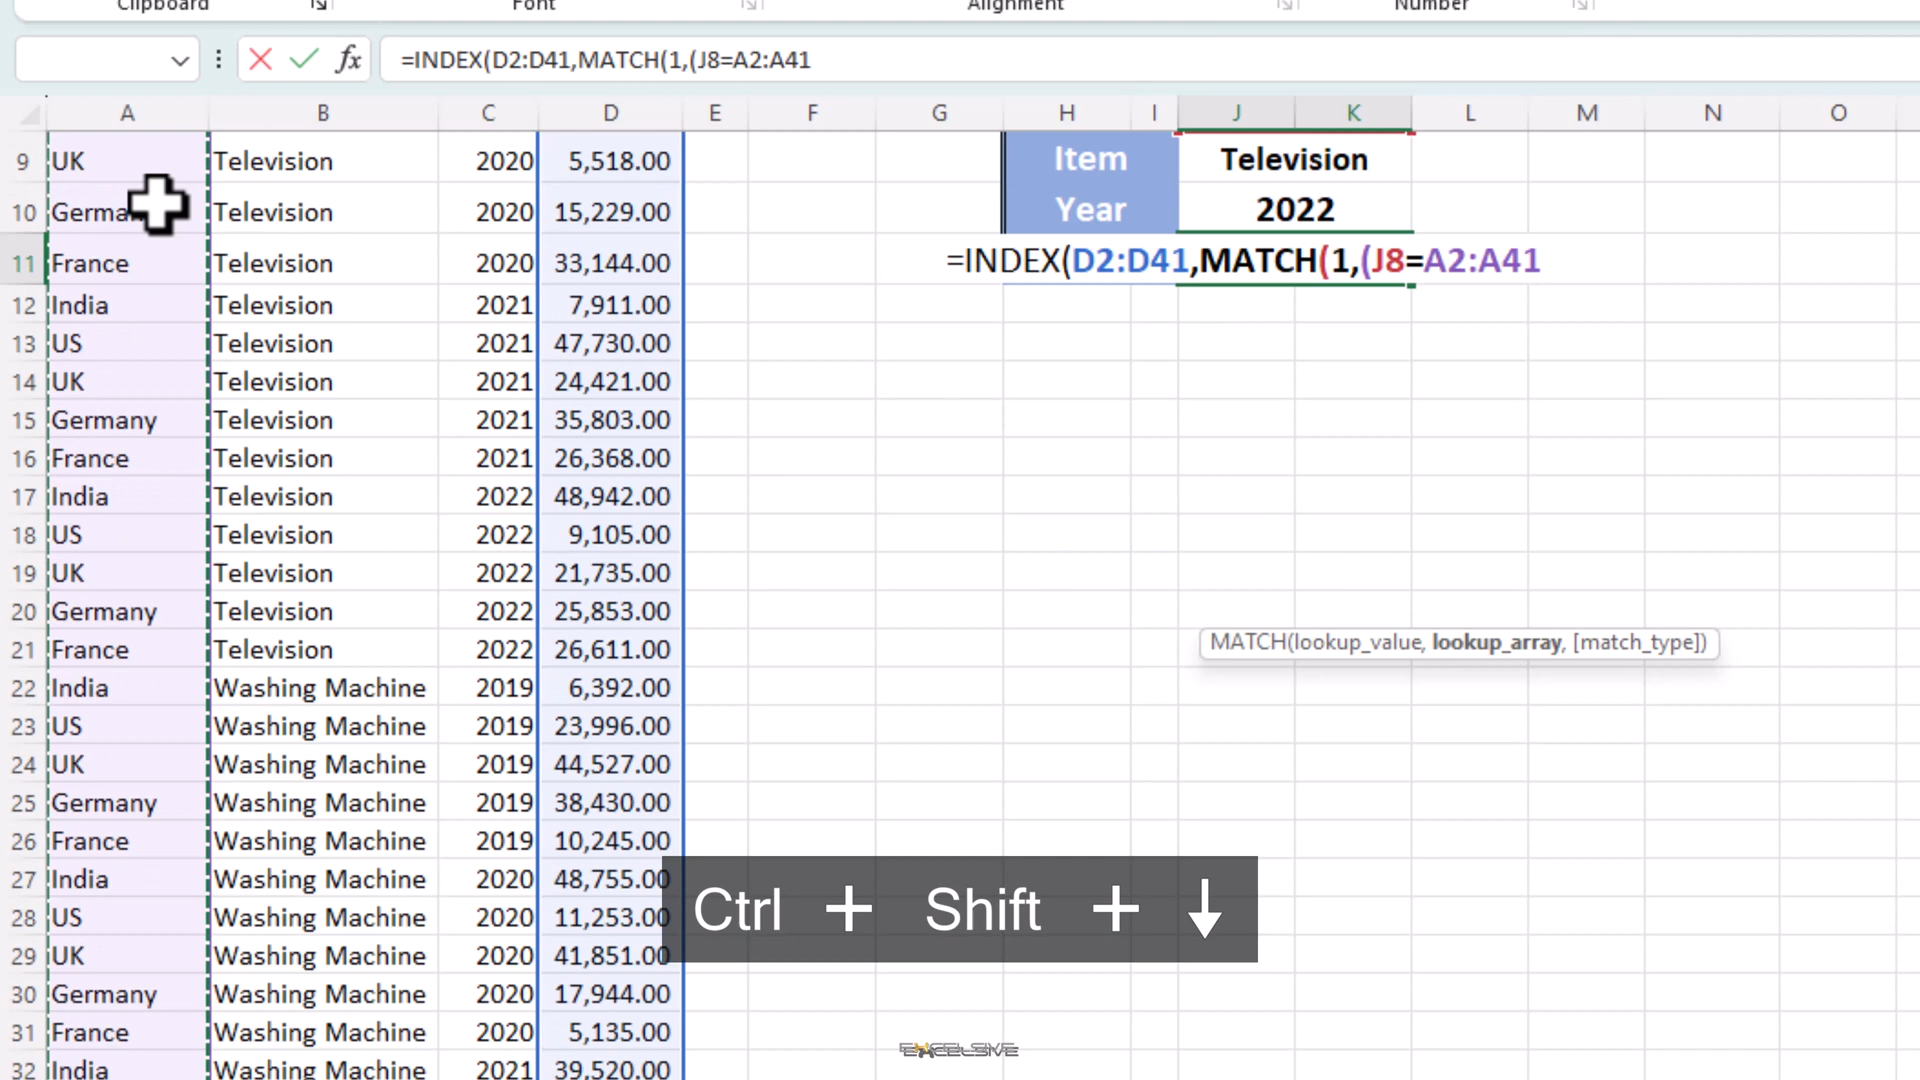 Clipboard Font Alignment Number
fx =INDEX(D2:D41,MATCH(1,(J8=A2:A41
A B C D E F G H I J K L M N O
9 UK Television 2020 5,518.00 Item Television
10 Germa Television 2020 15,229.00 Year 2022
11 France Television 2020 33,144.00 =INDEX(D2:D41,MATCH(1,(J8=A2:A41
12 India Television 2021 7,911.00
13 US Television 2021 47,730.00
14 UK Television 2021 24,421.00
15 Germany Television 2021 35,803.00
16 France Television 2021 26,368.00
17 India Television 2022 48,942.00
18 US Television 2022 9,105.00
19 UK Television 2022 21,735.00
20 Germany Television 2022 25,853.00
21 France Television 2022 26,611.00 MATCH(lookup_value, lookup_array, [match_type])
22 India Washing Machine 2019 6,392.00
23 US Washing Machine 2019 23,996.00
24 UK Washing Machine 2019 44,527.00
25 Germany Washing Machine 2019 38,430.00
26 France Washing Machine 2019 10,245.00
27 India Washing Machine 2020 48,755.00
28 US Washing Machine 2020 11,253.00 Ctrl + Shift + ↓
29 UK Washing Machine 2020 41,851.00
30 Germany Washing Machine 2020 17,944.00
31 France Washing Machine 2020 5,135.00
EXCELSIVE
32 India Washing Machine 2021 39,520.00